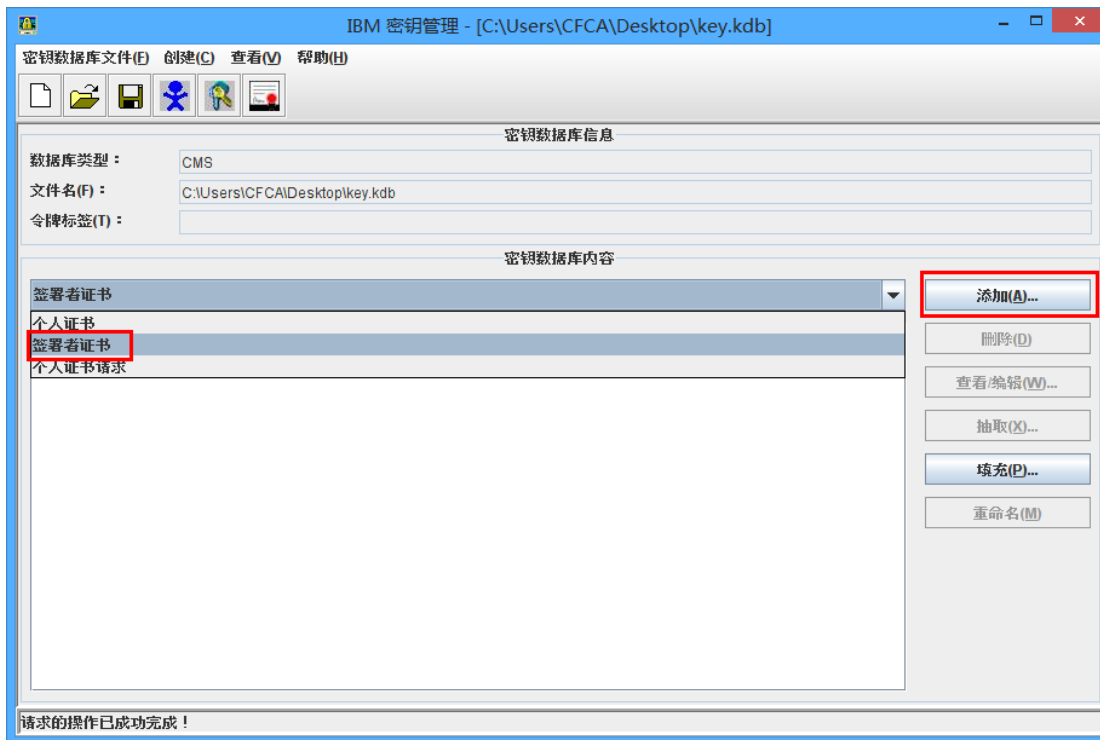 IBM 密钥管理 - [C:\Users\CFCA\Desktop\key.kdb]
密钥数据库文件(F) 创建(C) 查看(V) 帮助(H)
密钥数据库信息
数据库类型： CMS
文件名(F)： C:\Users\CFCA\Desktop\key.kdb
令牌标签(T)：
密钥数据库内容
签署者证书
添加(A)...
个人证书
签署者证书
删除(D)
个人证书请求
查看/编辑(W)...
抽取(X)...
填充(P)...
重命名(M)
请求的操作已成功完成！